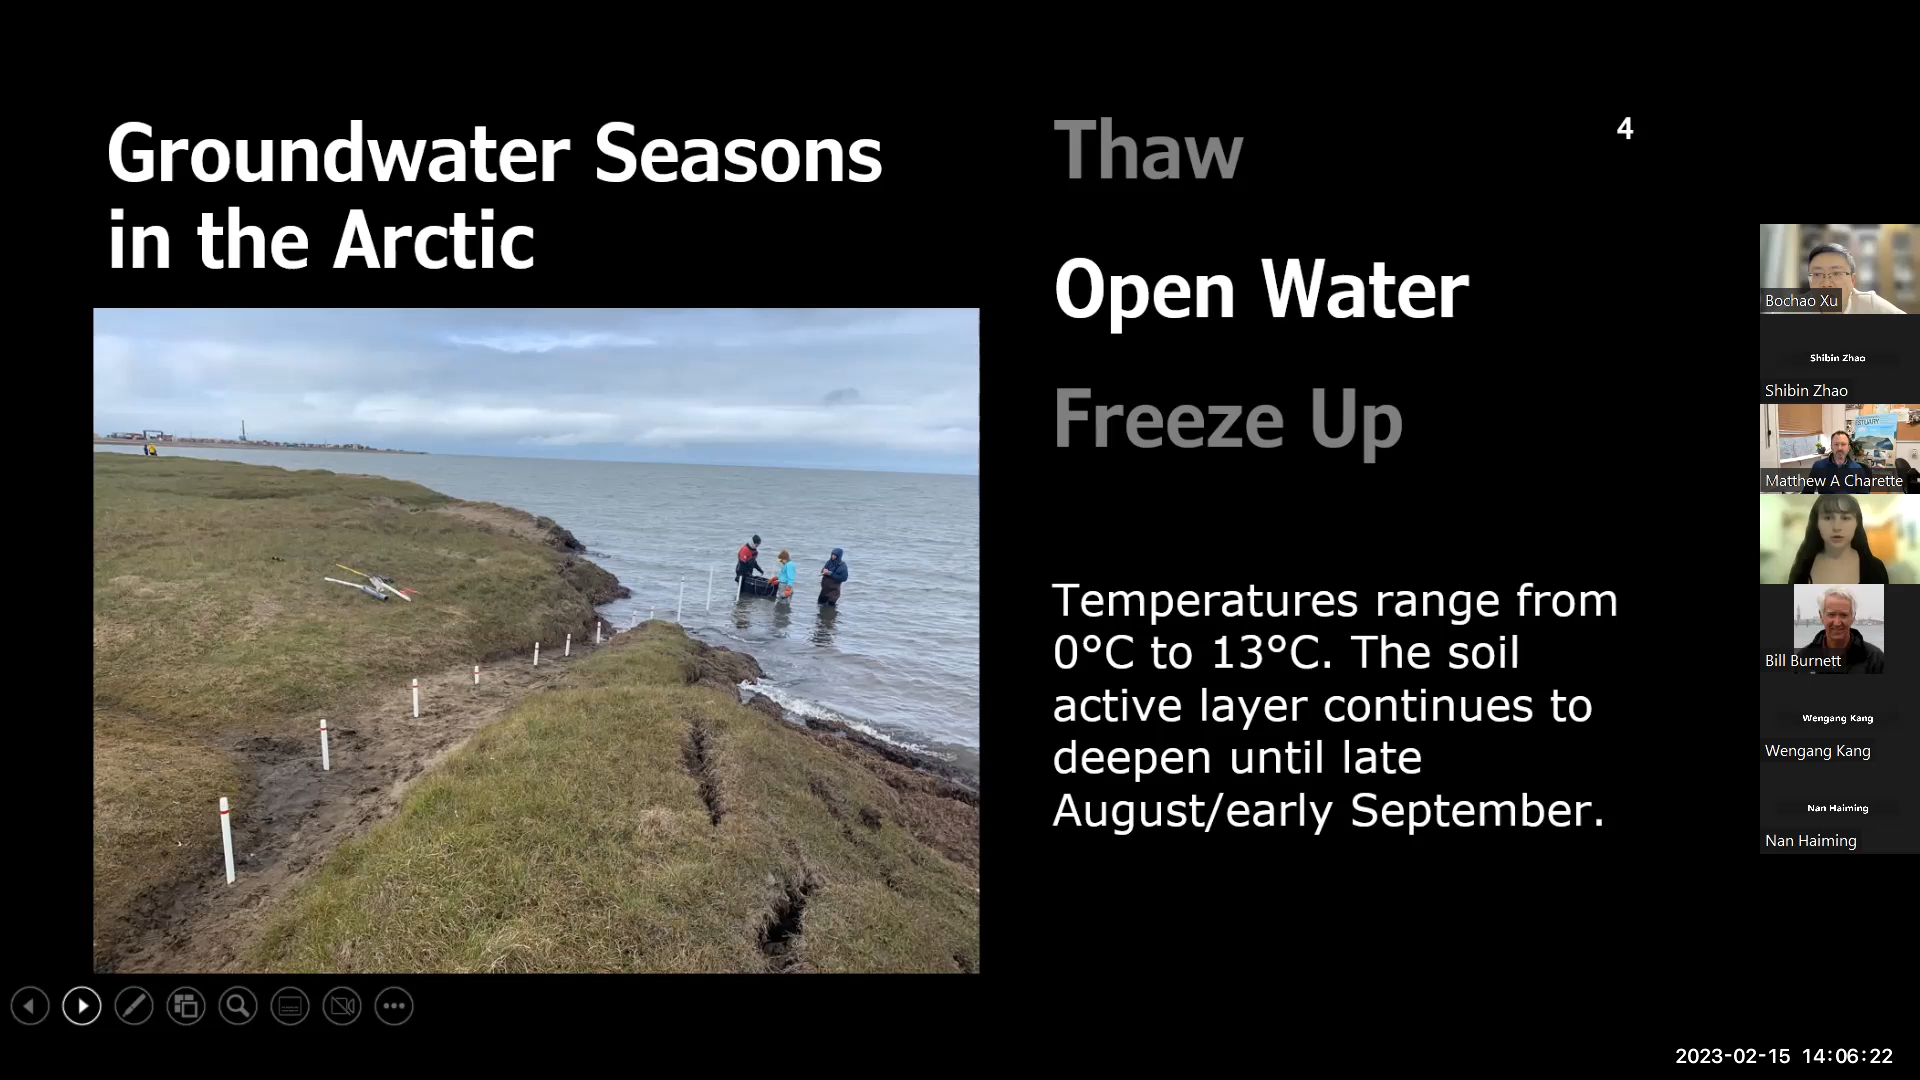 Groundwater Seasons
in the Arctic
Thaw
4
Open Water
Freeze Up
Temperatures range from
0°C to 13°C. The soil
active layer continues to
deepen until late
August/early September.
Bochao Xu
Shibin Zhao
Shibin Zhao
ESTUARY
Matthew A Charette
Bill Burnett
Wengang Kang
Wengang Kang
Nan Haiming
Nan Haiming
2023-02-15 14:06:22